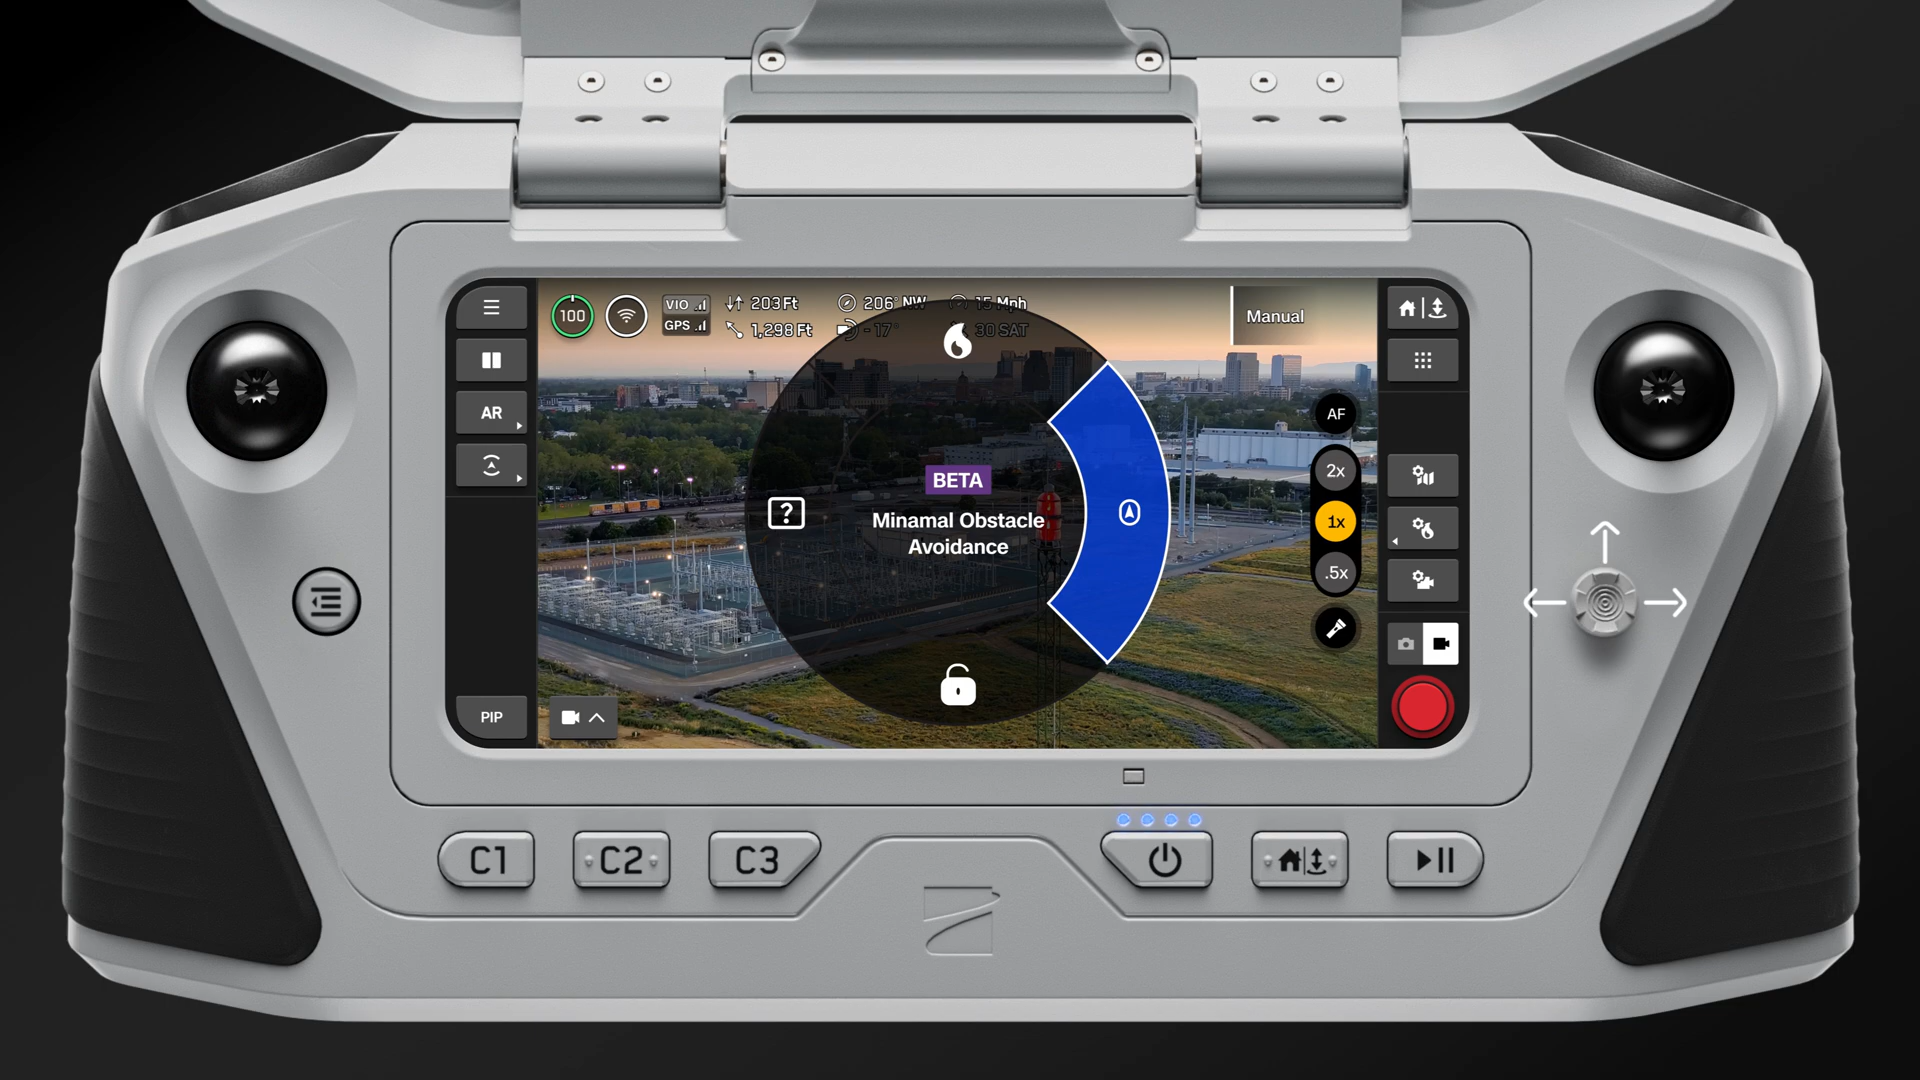 100
VIO
GPS
203 Ft
1,298 Ft
206° NW
- 17°
15 Mph
30 SAT
Manual
AR
AF
2x
1x
.5x
BETA
Minamal Obstacle
Avoidance
?
PIP
C1
C2
C3